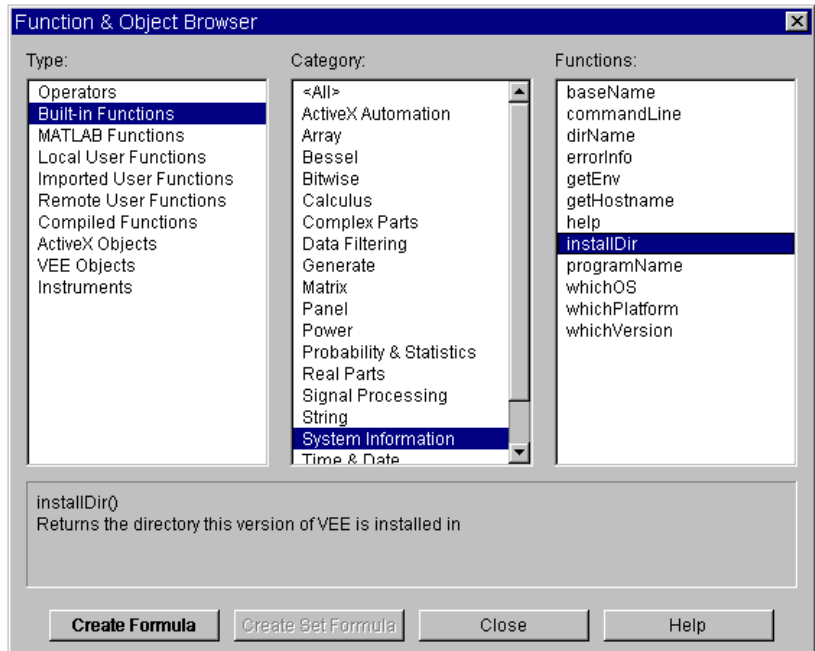 Function & Object Browser
Type:
Operators
Built-in Functions
MATLAB Functions
Local User Functions
Imported User Functions
Remote User Functions
Compiled Functions
ActiveX Objects
VEE Objects
Instruments
Category:
<All>
ActiveX Automation
Array
Bessel
Bitwise
Calculus
Complex Parts
Data Filtering
Generate
Matrix
Panel
Power
Probability & Statistics
Real Parts
Signal Processing
String
System Information
Time & Date
Functions:
baseName
commandLine
dirName
errorInfo
getEnv
getHostname
help
installDir
programName
whichOS
whichPlatform
whichVersion
installDir()
Returns the directory this version of VEE is installed in
Create Formula
Create Set Formula
Close
Help